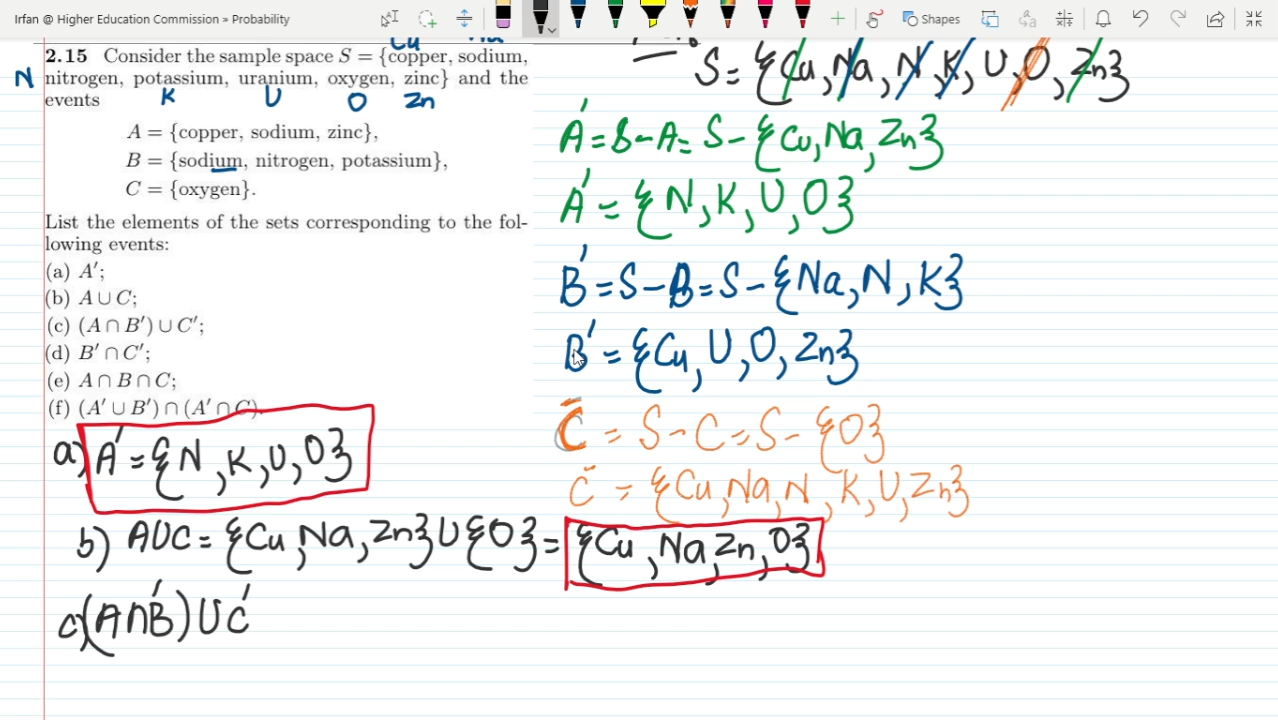 Irfan @ Higher Education Commission » Probability
Shapes
Cu
2.15 Consider the sample space S = {copper, sodium,
N nitrogen, potassium, uranium, oxygen, zinc} and the
events
K U O Zn
A = {copper, sodium, zinc},
B = {sodium, nitrogen, potassium},
C = {oxygen}.
List the elements of the sets corresponding to the fol-
lowing events:
(a) A′;
(b) A ∪ C;
(c) (A ∩ B′) ∪ C′;
(d) B′ ∩ C′;
(e) A ∩ B ∩ C;
(f) (A′ ∪ B′) ∩ (A′ ∩ C).
S = {Cu, Na, N, K, U, O, Zn}
A′ = B - A = S - {Cu, Na, Zn}
A′ = {N, K, U, O}
B′ = S - B = S - {Na, N, K}
B′ = {Cu, U, O, Zn}
C̄ = S - C = S - {O}
C̄ = {Cu, Na, N, K, U, Zn}
a) A′ = {N, K, U, O}
b) A U C = {Cu, Na, Zn} U {O} = {Cu, Na, Zn, O}
c) (A ∩ B′) U C′